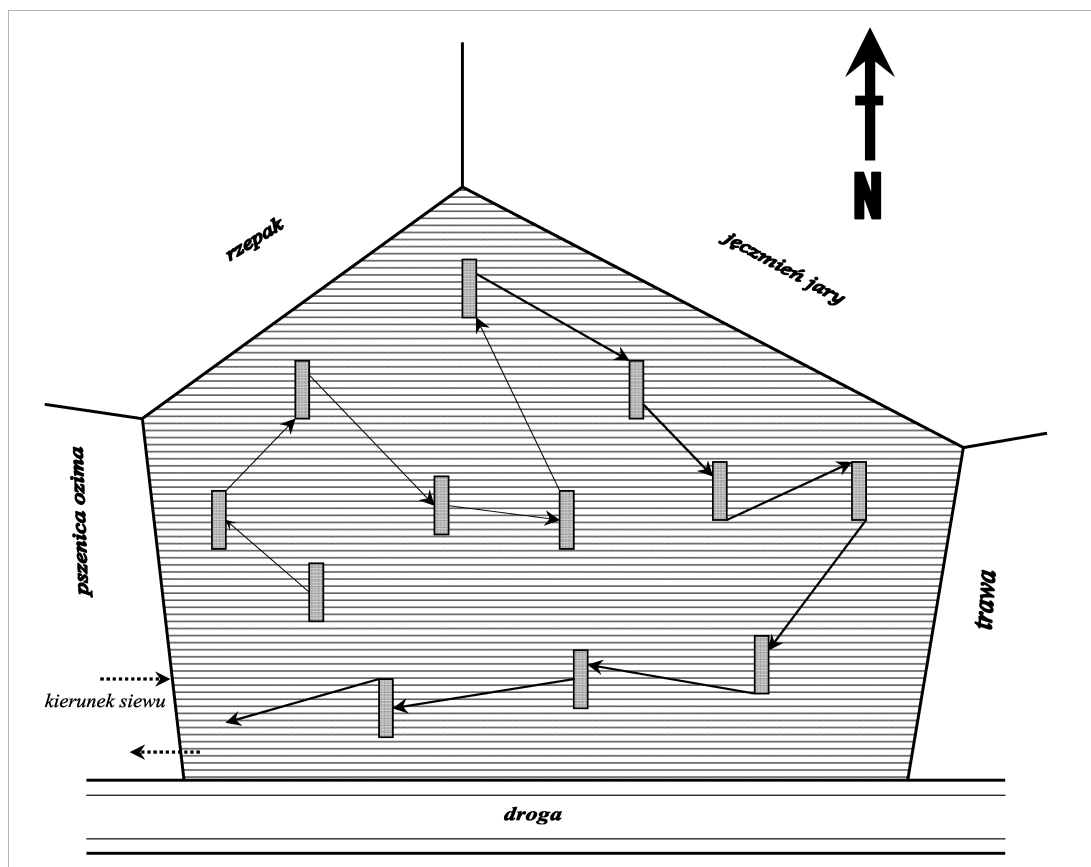 N
rzepak
jęczmień jary
pszenica ozima
trawa
kierunek siewu
droga